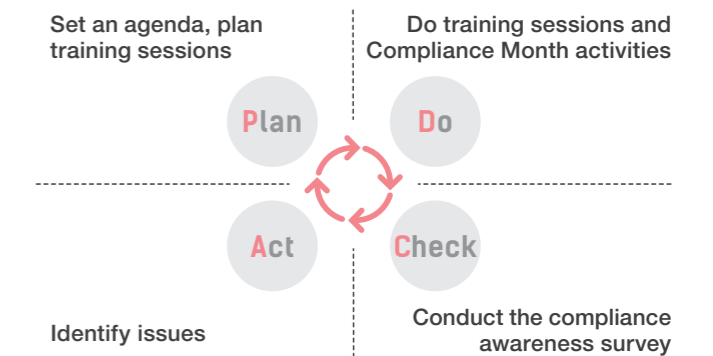 Set an agenda, plan
training sessions
Do training sessions and
Compliance Month activities
Plan
Do
Act
Check
Identify issues
Conduct the compliance
awareness survey